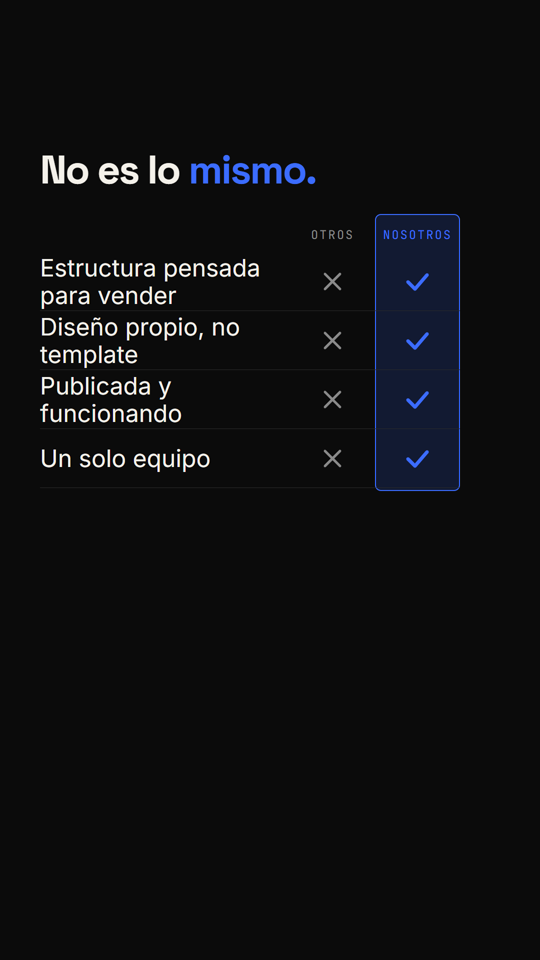 No es lo mismo.
OTROS NOSOTROS
Estructura pensada
para vender
Diseño propio, no
template
Publicada y
funcionando
Un solo equipo